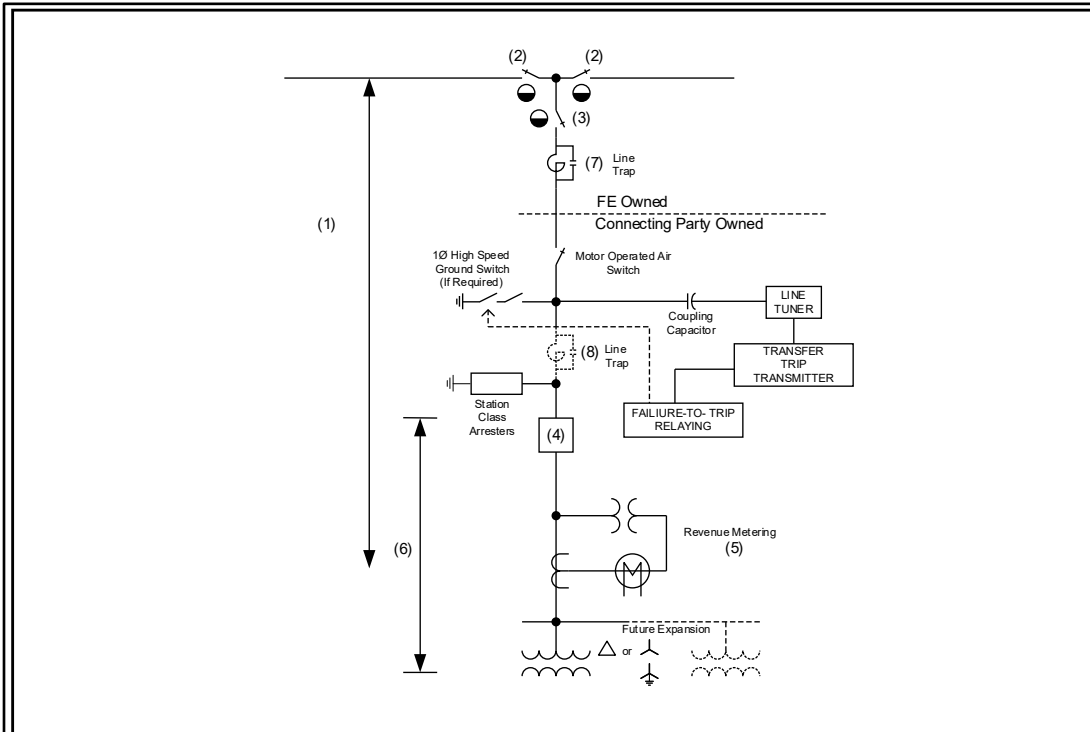 (2)
(2)
(3)
(7)
Line
Trap
(1)
FE Owned
Connecting Party Owned
1Ø High Speed
Ground Switch
(If Required)
Motor Operated Air
Switch
Coupling
Capacitor
LINE
TUNER
(8)
Line
Trap
TRANSFER
TRIP
TRANSMITTER
Station
Class
Arresters
FAILIURE-TO- TRIP
RELAYING
(4)
Revenue Metering
(5)
(6)
M
Future Expansion
or